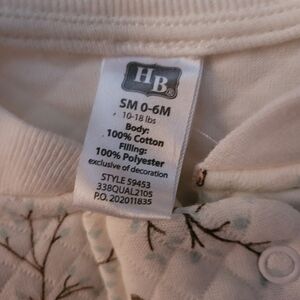 HB®
SM 0-6M
10-18 lbs
Body:
100% Cotton
Filling:
100% Polyester
exclusive of decoration
STYLE 59453
338QUAL2105
P.O. 202011835